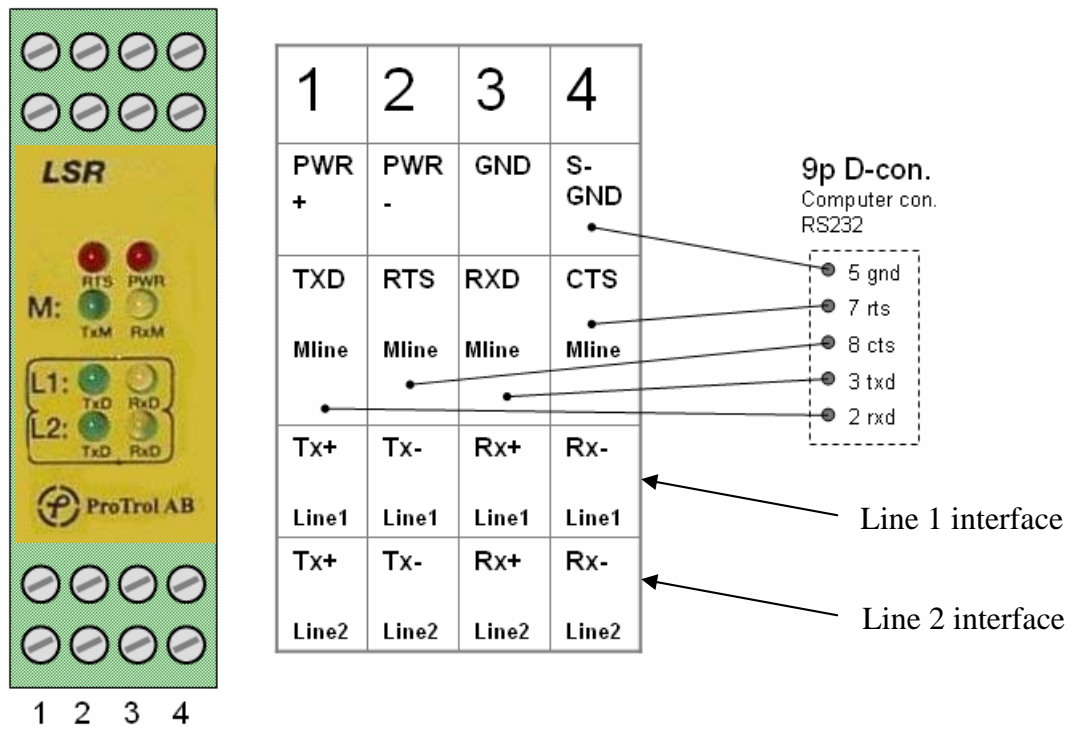 LSR
RTS PWR
M:
TxM RxM
L1:
TxD RxD
L2:
TxD RxD
ProTrol AB
1 2 3 4
1 2 3 4
PWR + PWR - GND S-GND
TXD RTS RXD CTS
Mline Mline Mline Mline
Tx+ Tx- Rx+ Rx-
Line1 Line1 Line1 Line1
Tx+ Tx- Rx+ Rx-
Line2 Line2 Line2 Line2
9p D-con.
Computer con.
RS232
5 gnd
7 rts
8 cts
3 txd
2 rxd
Line 1 interface
Line 2 interface